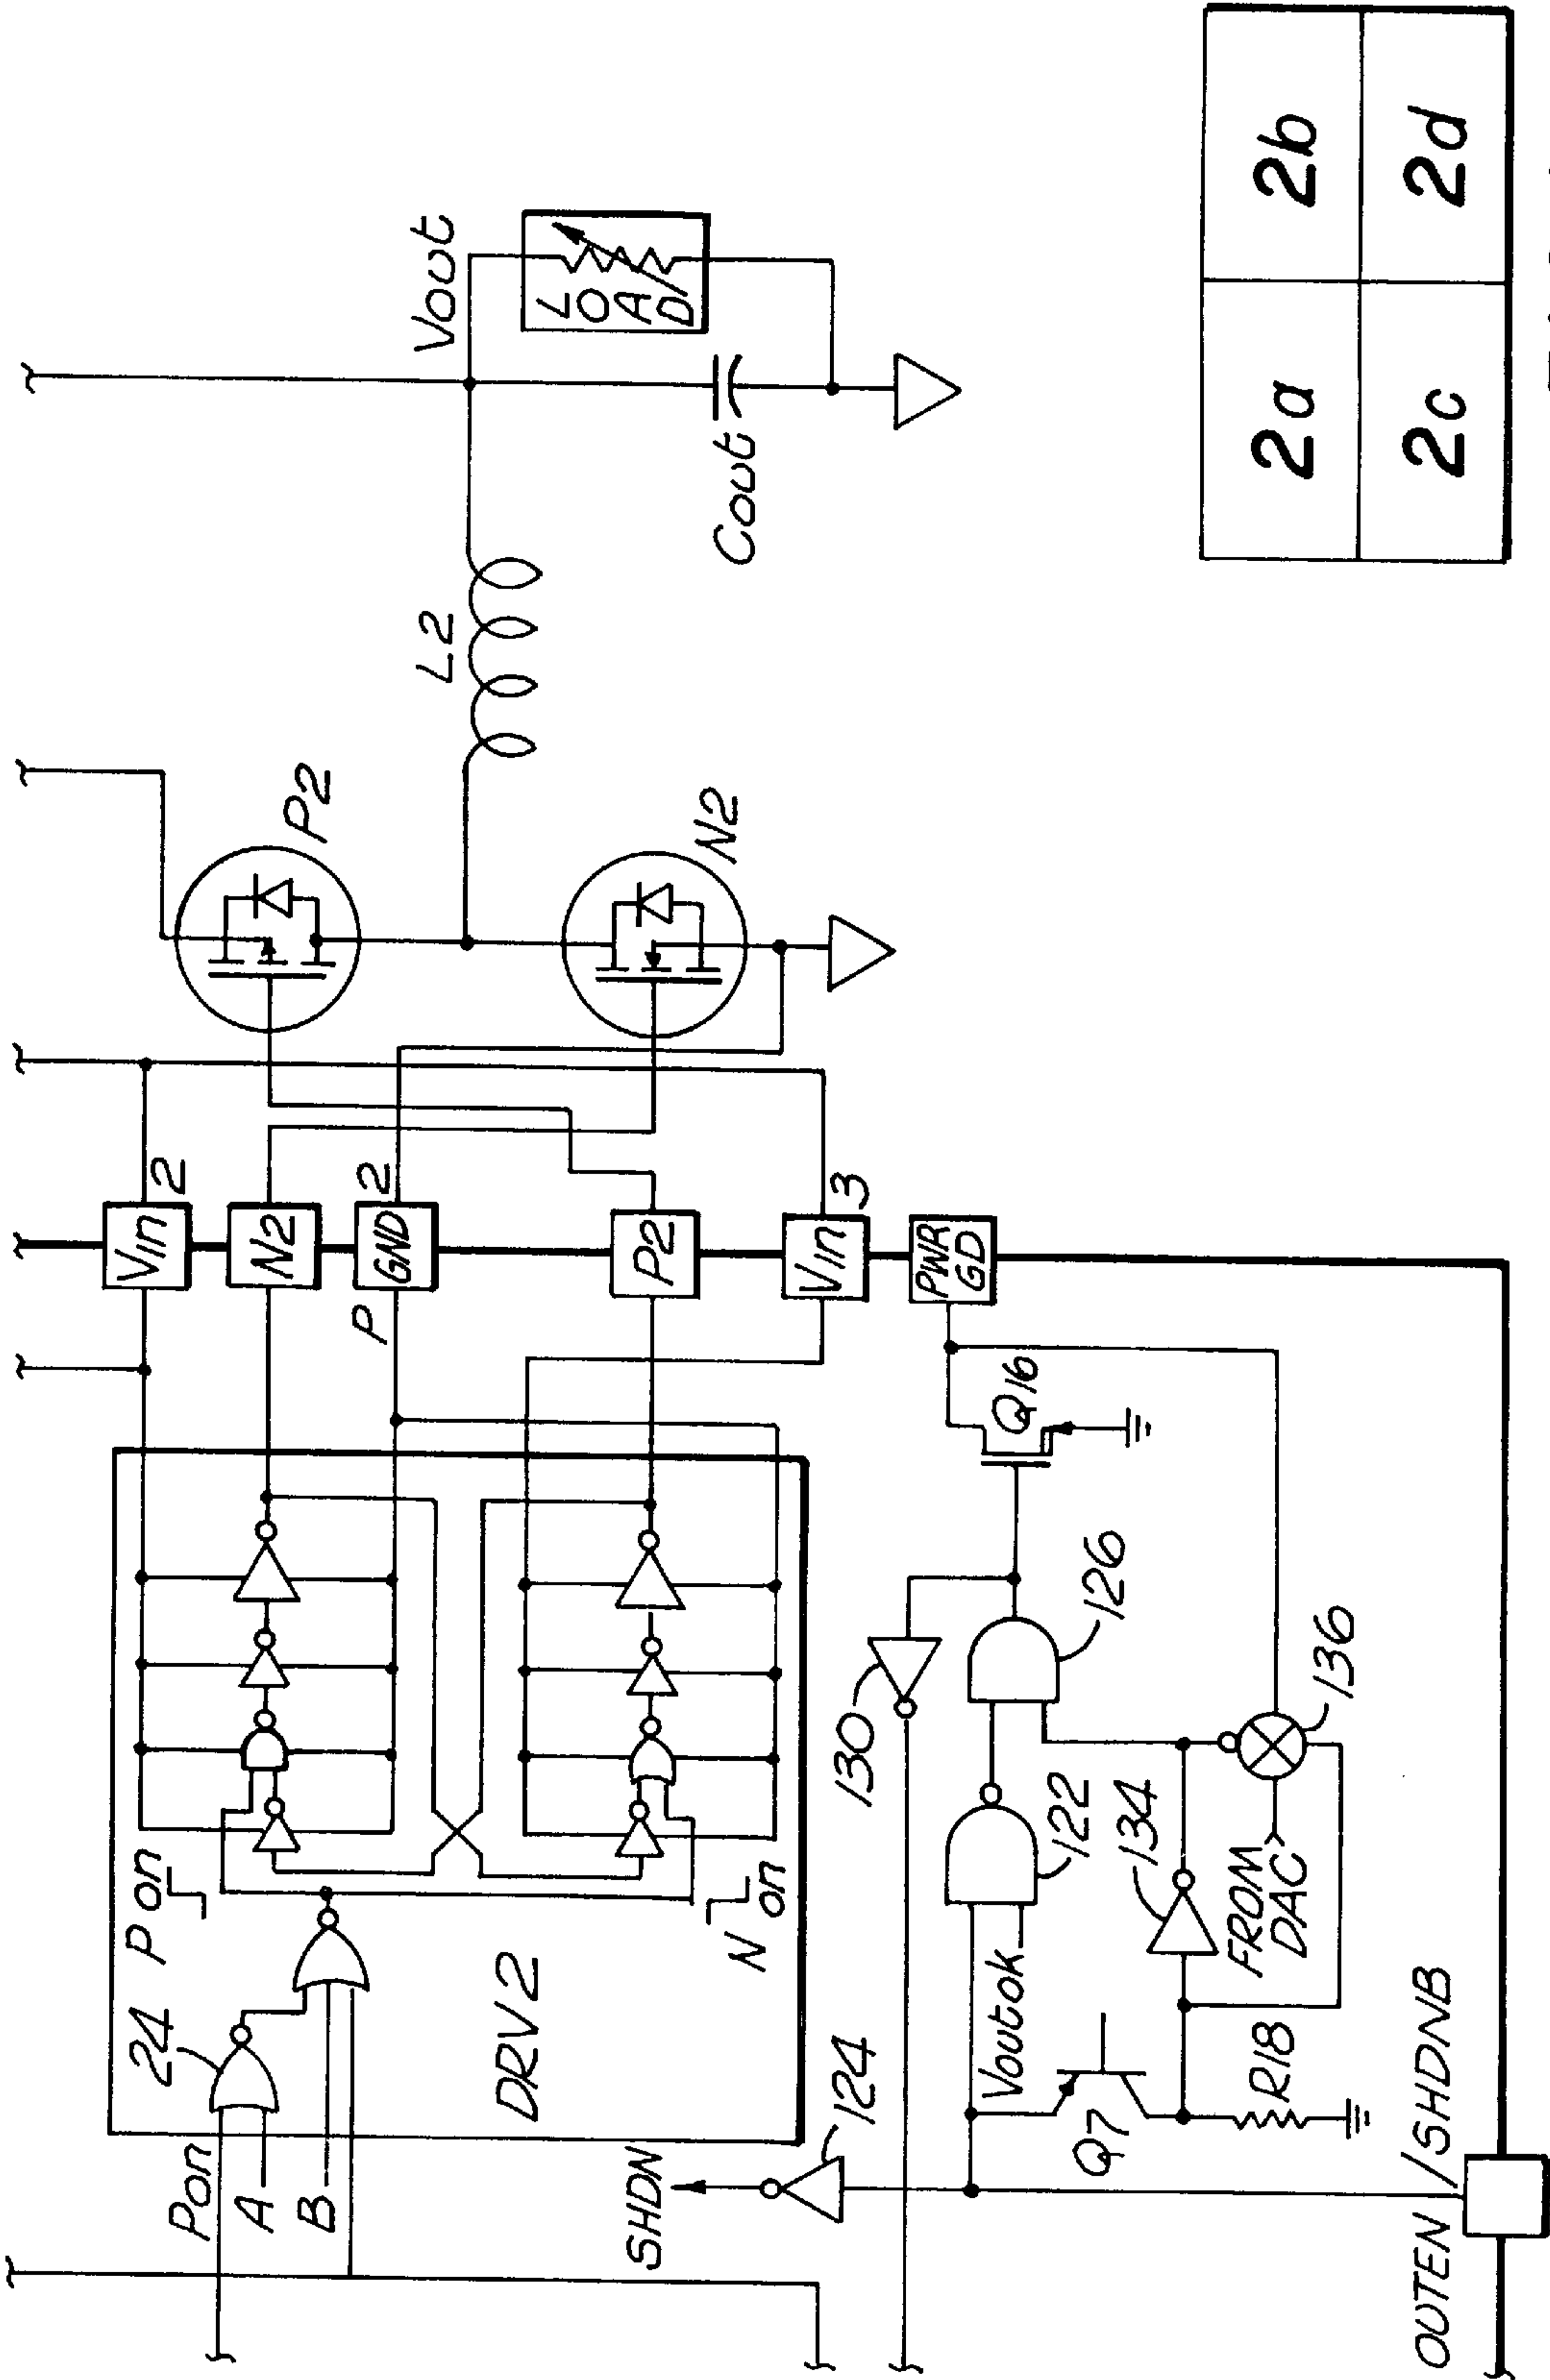 Vout
LOAD
Cout
L2
P2
N2
Vin 2
N2
P GND 2
P2
Vin 3
PWR GD
P on
24
N on
DRV 2
Pon
A
B
SHDN
124
130
126
Q16
122
Voutok
134
136
FROM DAC
Q7
R18
OUTEN / SHDNB
2a
2b
2c
2d